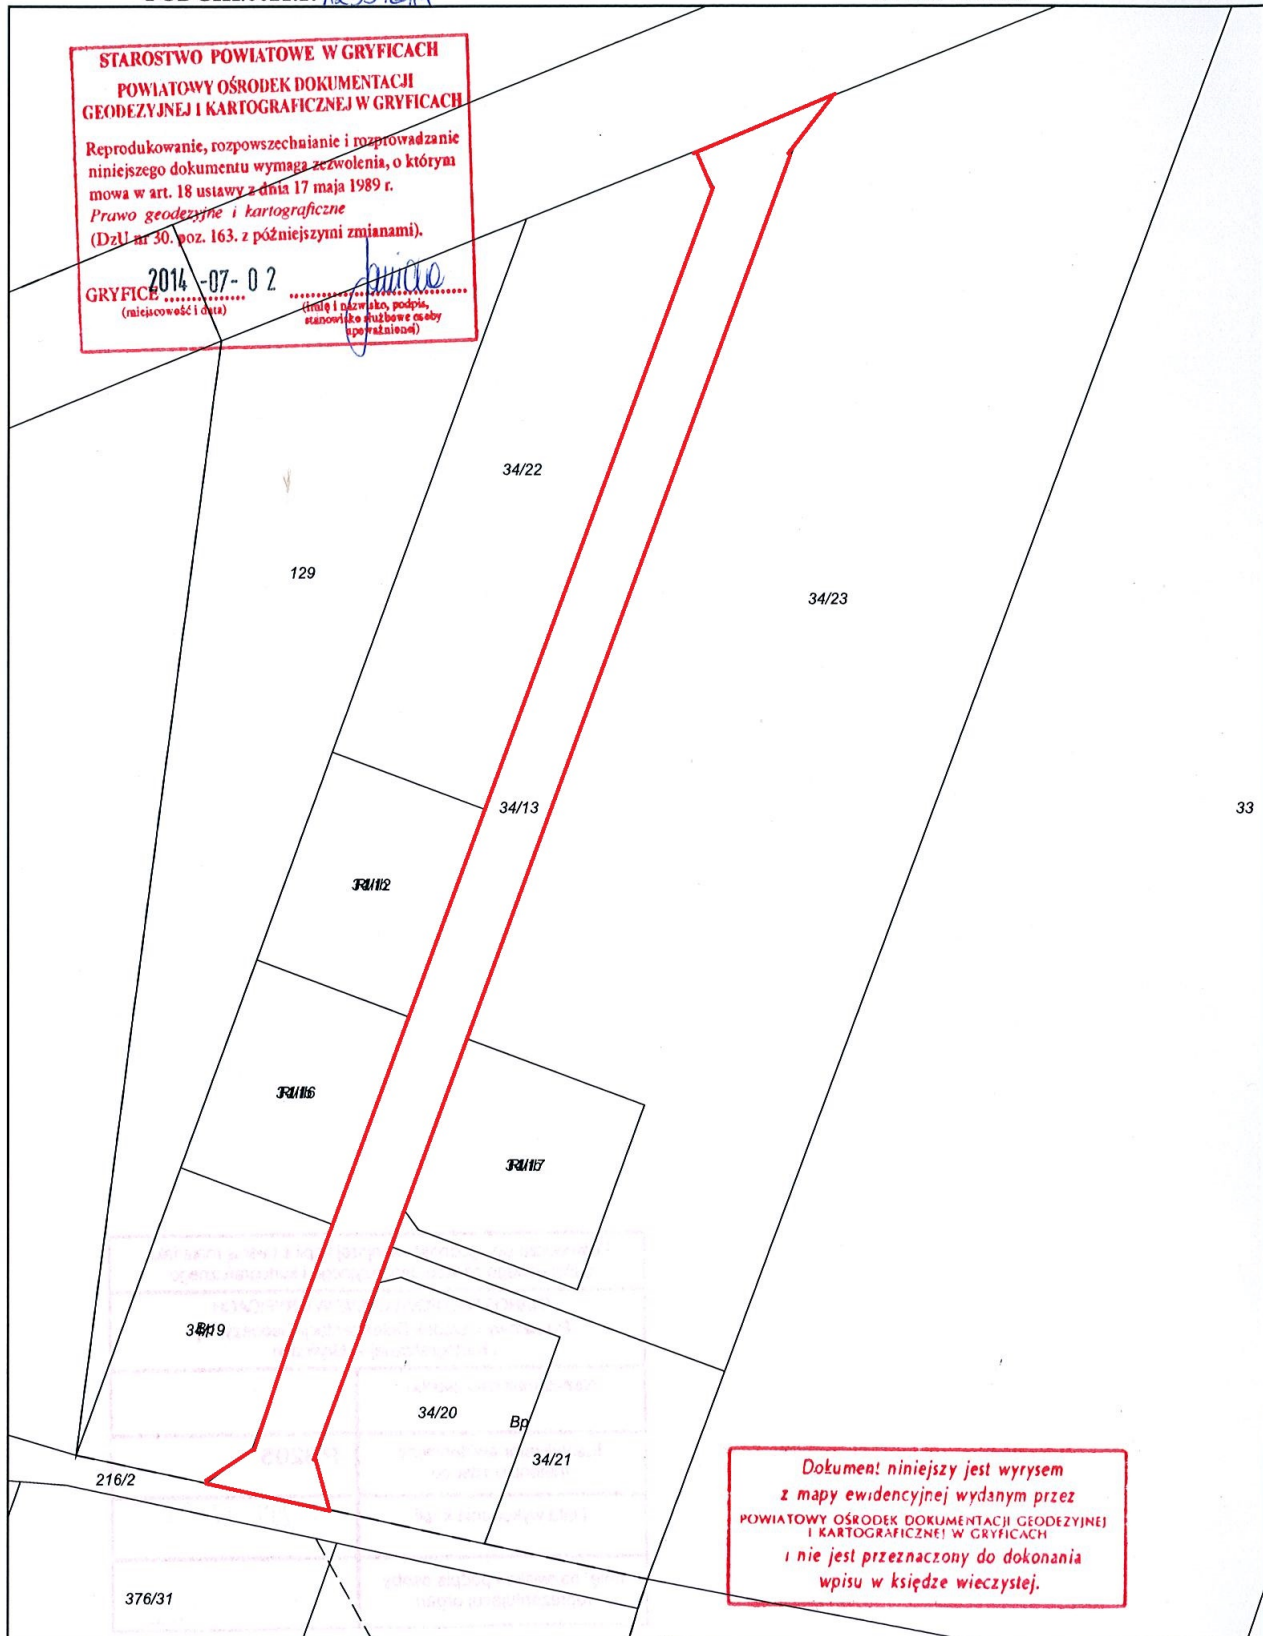 STAROSTWO POWIATOWE W GRYFICACH
POWIATOWY OŚRODEK DOKUMENTACJI
GEODEZYJNEJ I KARTOGRAFICZNEJ W GRYFICACH
Reprodukowanie, rozpowszechnianie i rozprowadzanie
niniejszego dokumentu wymaga zezwolenia, o którym
mowa w art. 18 ustawy z dnia 17 maja 1989 r.
Prawo geodezyjne i kartograficzne
(DzU nr 30. poz. 163. z późniejszymi zmianami).
2014 -07- 0 2
GRYFICE
(miejscowość i data)
(imię i nazwisko, podpis,
stanowisko służbowe osoby
upoważnionej)
34/22
129
34/23
34/13
33
34/19
34/20
Bp
34/21
216/2
376/31
Dokument niniejszy jest wyrysem
z mapy ewidencyjnej wydanym przez
POWIATOWY OŚRODEK DOKUMENTACJI GEODEZYJNEJ
I KARTOGRAFICZNEJ W GRYFICACH
i nie jest przeznaczony do dokonania
wpisu w księdze wieczystej.